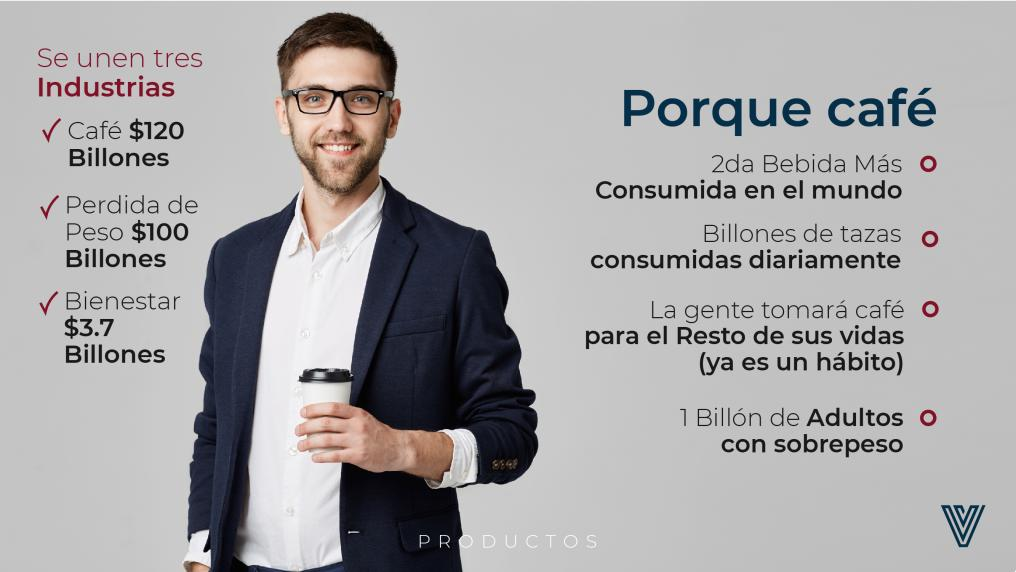 Se unen tres
Industrias
Café $120
Billones
Perdida de
Peso $100
Billones
Bienestar
$3.7
Billones
Porque café
2da Bebida Más
Consumida en el mundo
Billones de tazas
consumidas diariamente
La gente tomará café
para el Resto de sus vidas
(ya es un hábito)
1 Billón de Adultos
con sobrepeso
PRODUCTOS